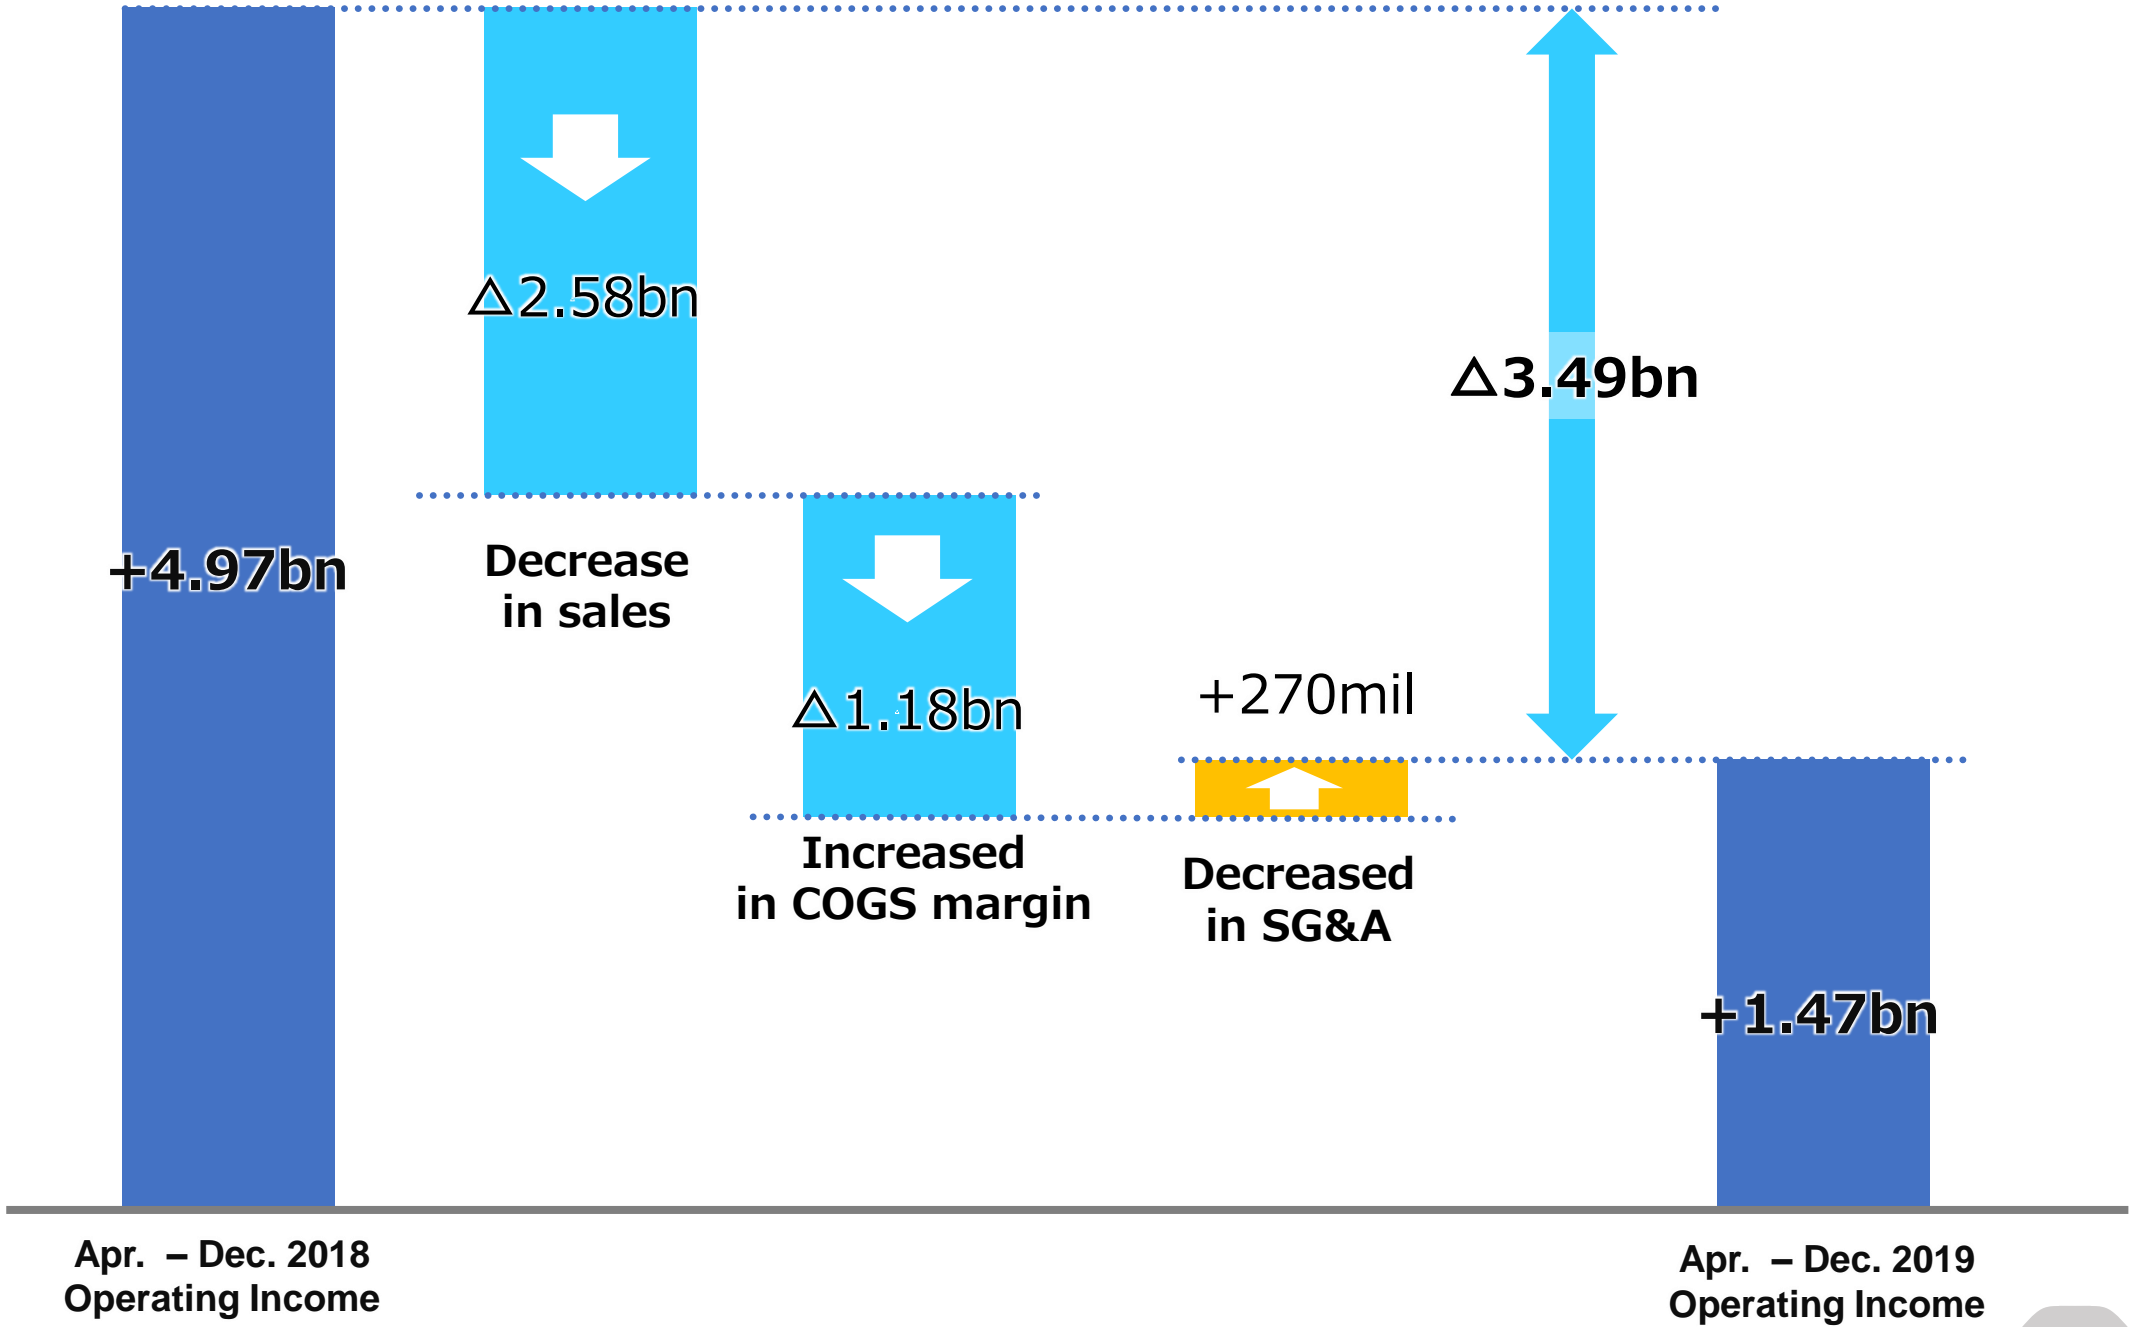 +4.97bn
△2.58bn
Decrease
in sales
△1.18bn
Increased
in COGS margin
+270mil
Decreased
in SG&A
△3.49bn
+1.47bn
Apr. – Dec. 2018
Operating Income
Apr. – Dec. 2019
Operating Income